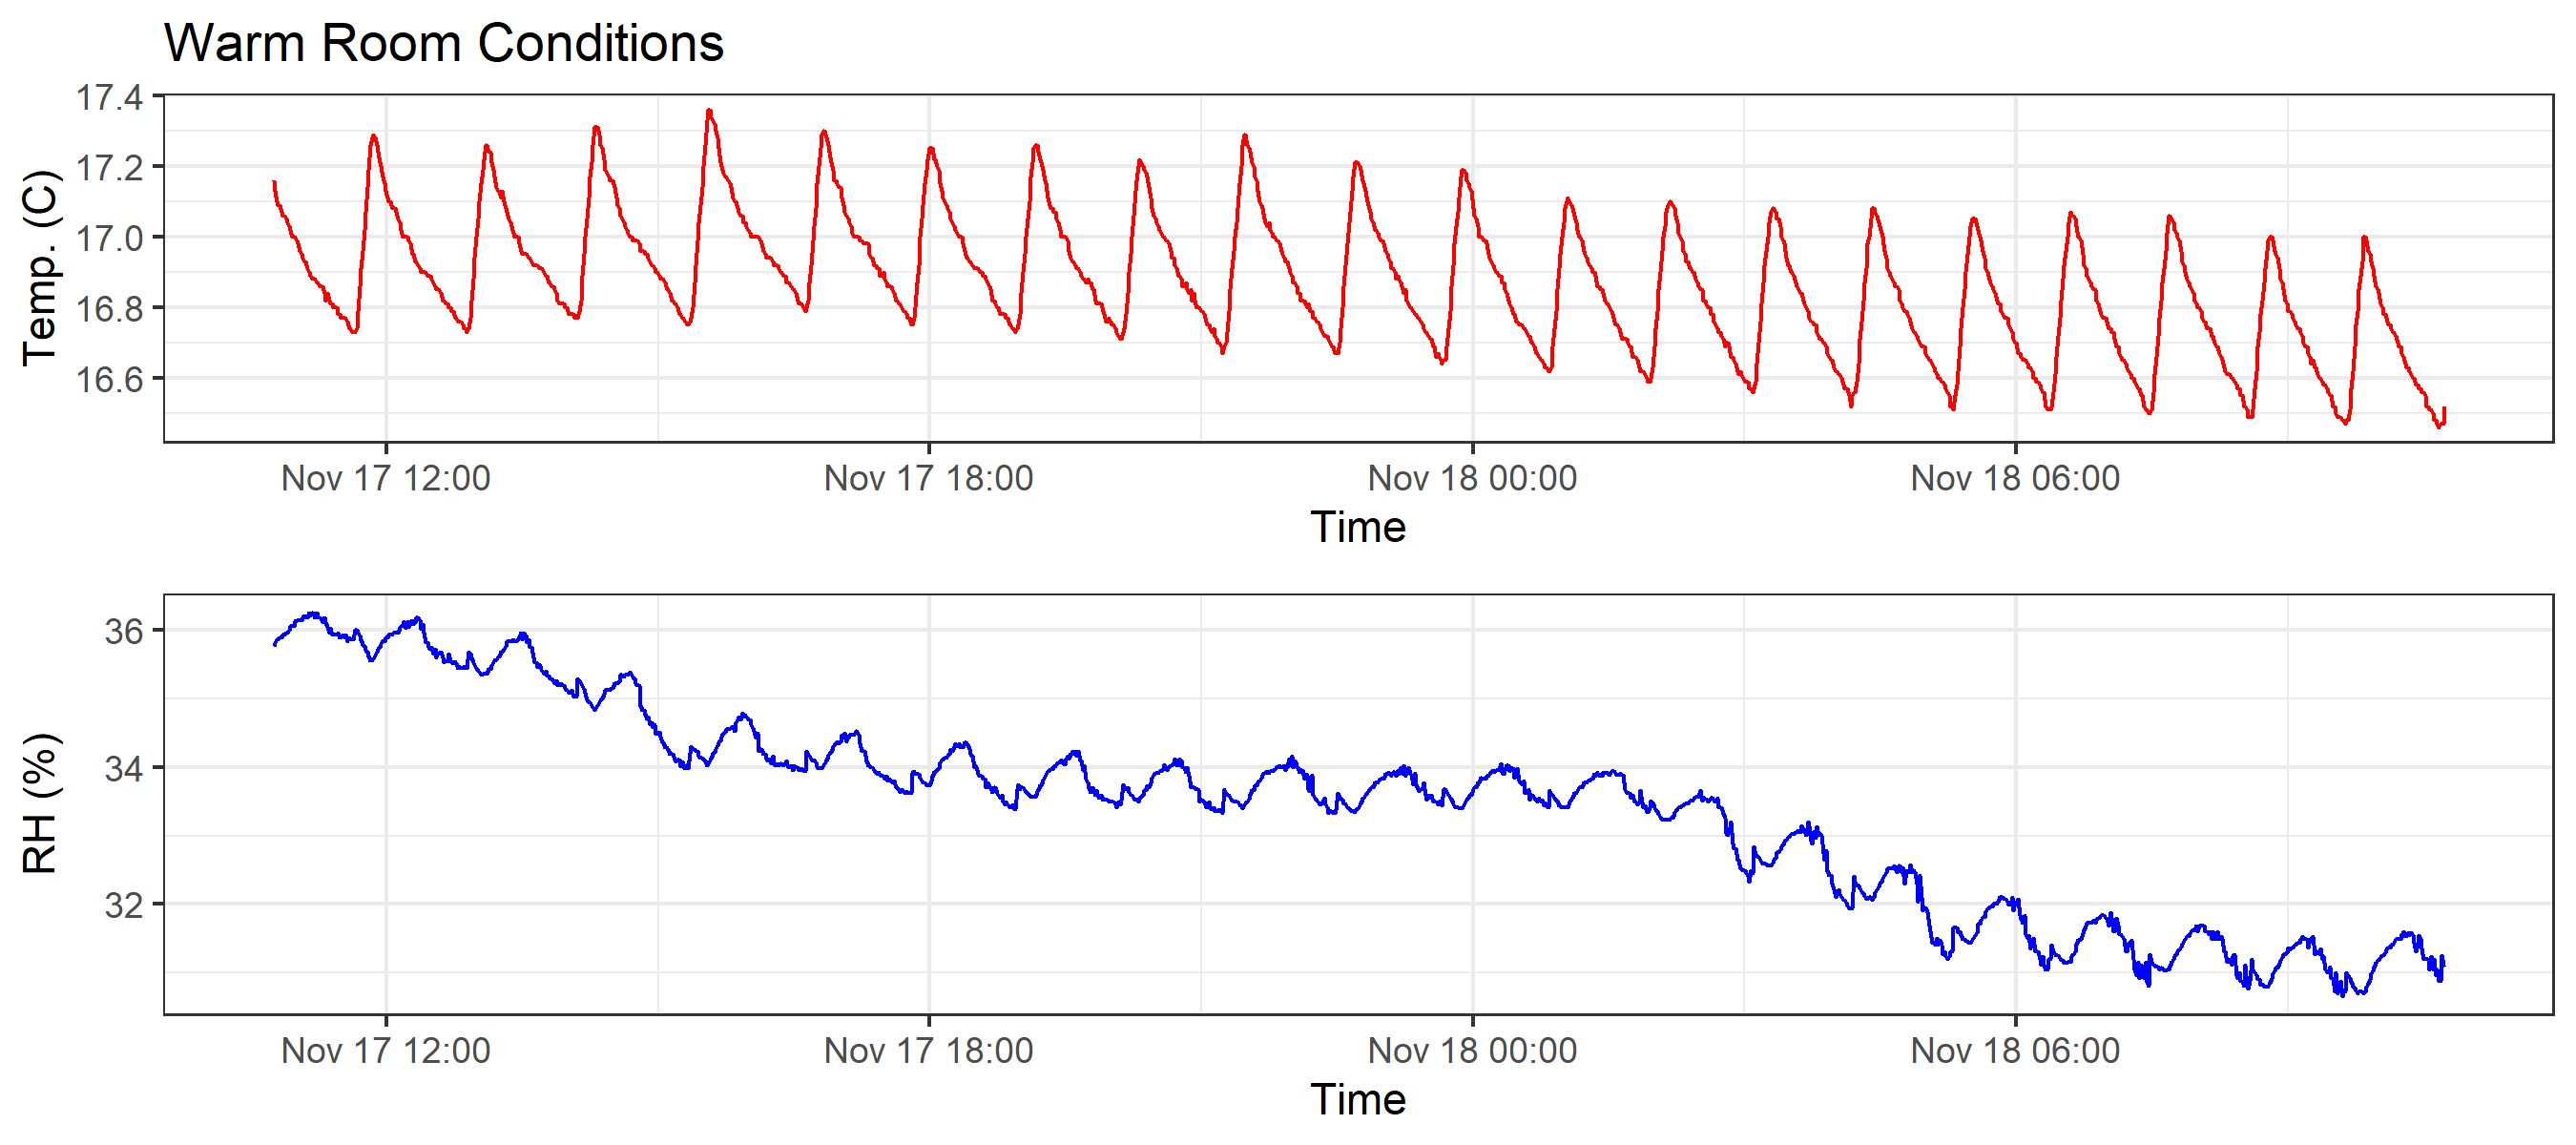 Warm Room Conditions
17.4
17.2
17.0
16.8
16.6
Temp. (C)
Nov 17 12:00 Nov 17 18:00 Nov 18 00:00 Nov 18 06:00
Time
36
34
32
RH (%)
Nov 17 12:00 Nov 17 18:00 Nov 18 00:00 Nov 18 06:00
Time